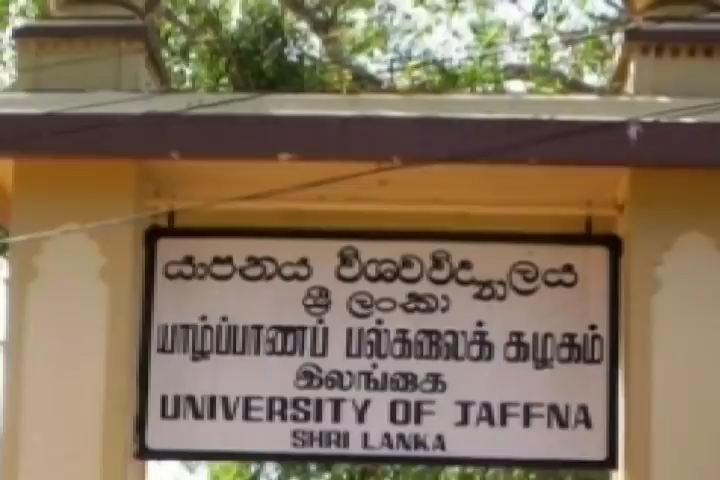 යාපනය විශ්වවිද්‍යාලය
ශ්‍රී ලංකා
யாழ்ப்பாணப் பல்கலைக் கழகம்
இலங்கை
UNIVERSITY OF JAFFNA
SHRI LANKA